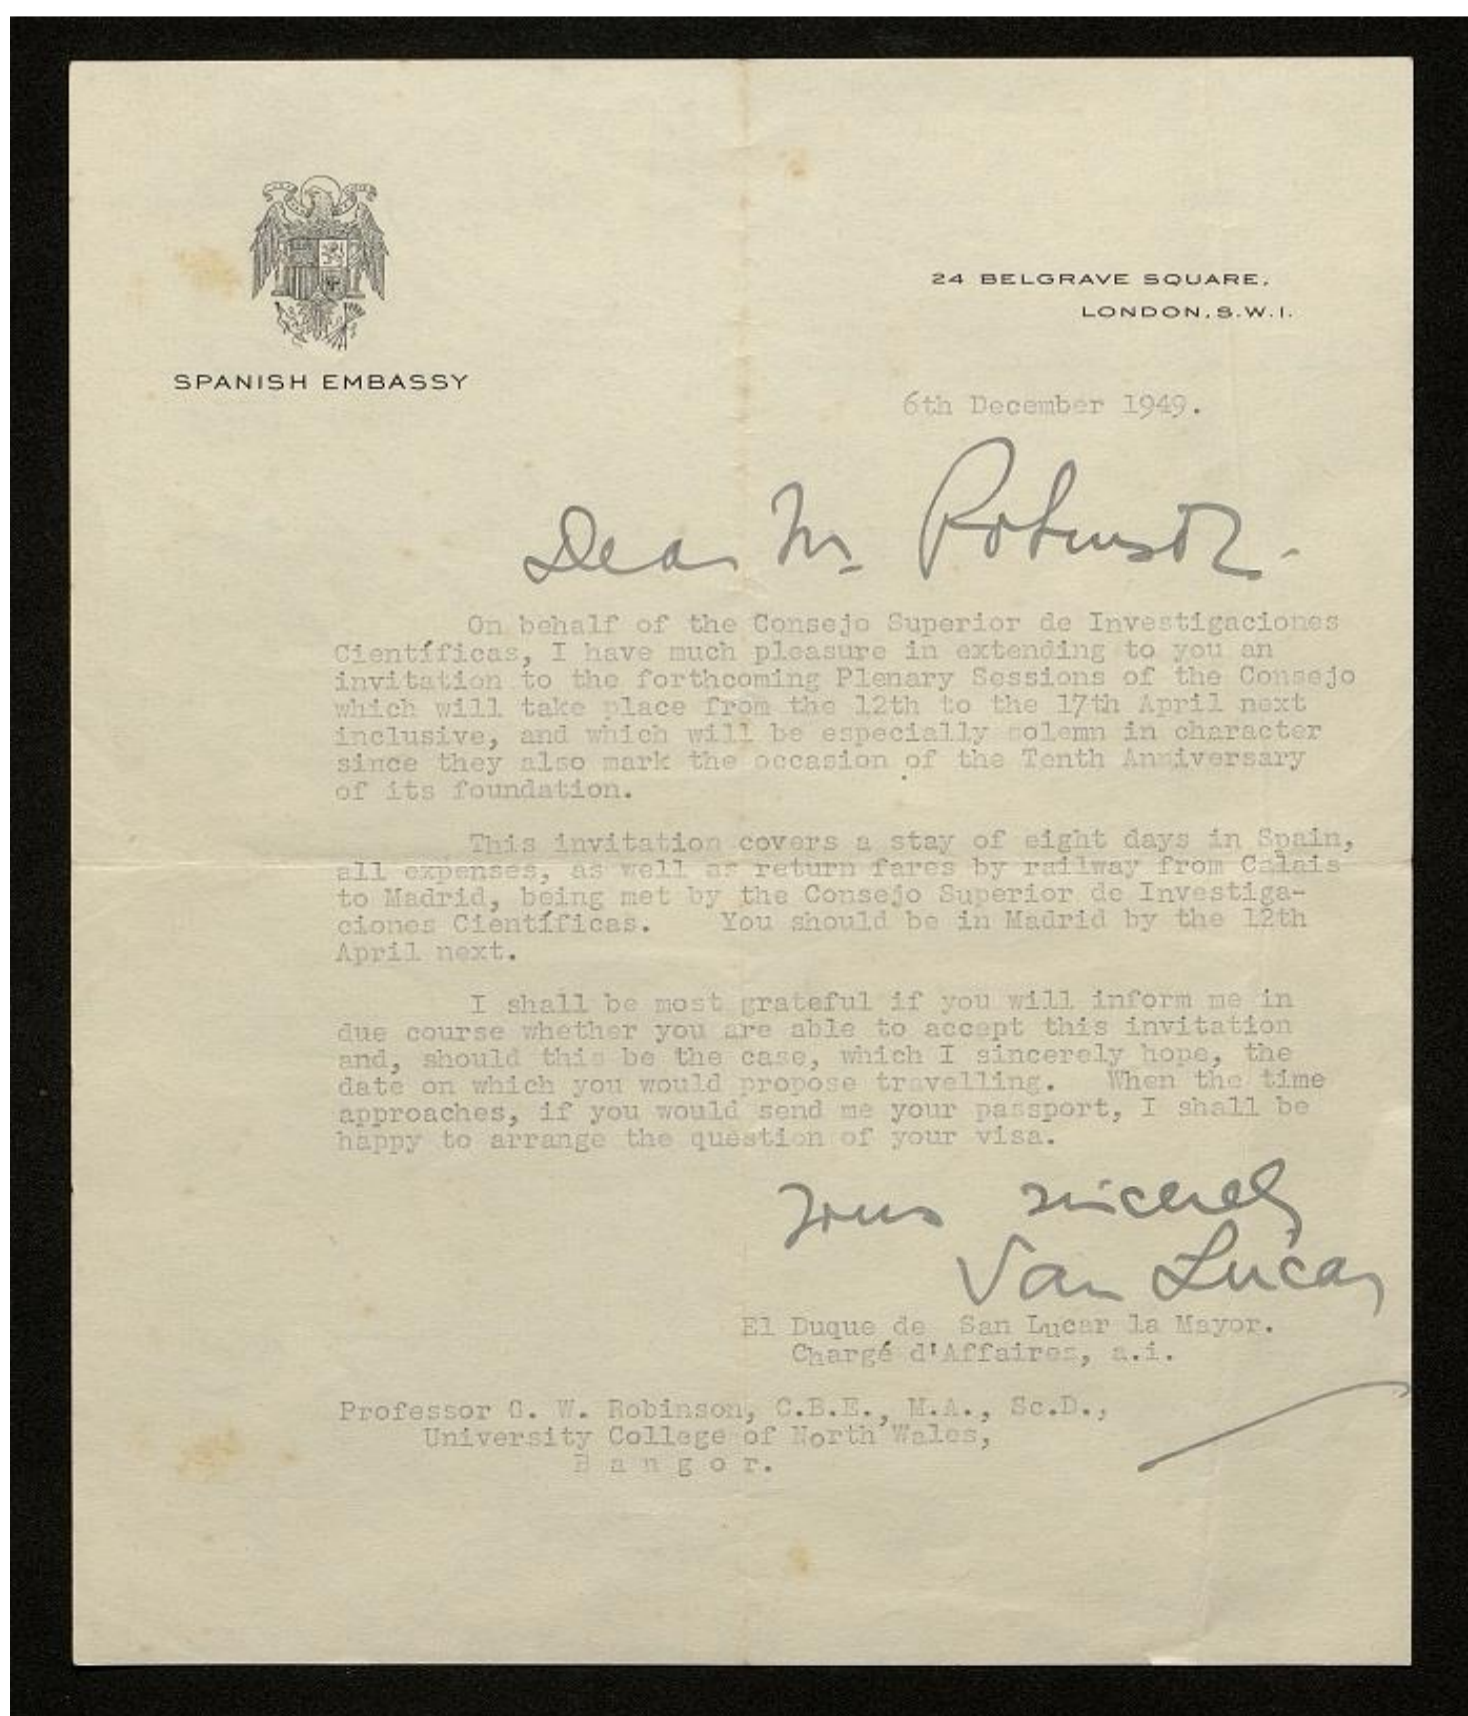 SPANISH EMBASSY
24 BELGRAVE SQUARE,
LONDON, S.W.1.
6th December 1949.
Dear Mr Robinson -
On behalf of the Consejo Superior de Investigaciones
Científicas, I have much pleasure in extending to you an
invitation to the forthcoming Plenary Sessions of the Consejo
which will take place from the 12th to the 17th April next
inclusive, and which will be especially solemn in character
since they also mark the occasion of the Tenth Anniversary
of its foundation.
This invitation covers a stay of eight days in Spain,
all expenses, as well as return fares by railway from Calais
to Madrid, being met by the Consejo Superior de Investiga-
ciones Científicas. You should be in Madrid by the 12th
April next.
I shall be most grateful if you will inform me in
due course whether you are able to accept this invitation
and, should this be the case, which I sincerely hope, the
date on which you would propose travelling. When the time
approaches, if you would send me your passport, I shall be
happy to arrange the question of your visa.
Yours sincerely
San Lucar
El Duque de San Lucar la Mayor.
Chargé d'Affaires, a.i.
Professor G. W. Robinson, C.B.E., M.A., Sc.D.,
University College of North Wales,
B a n g o r.